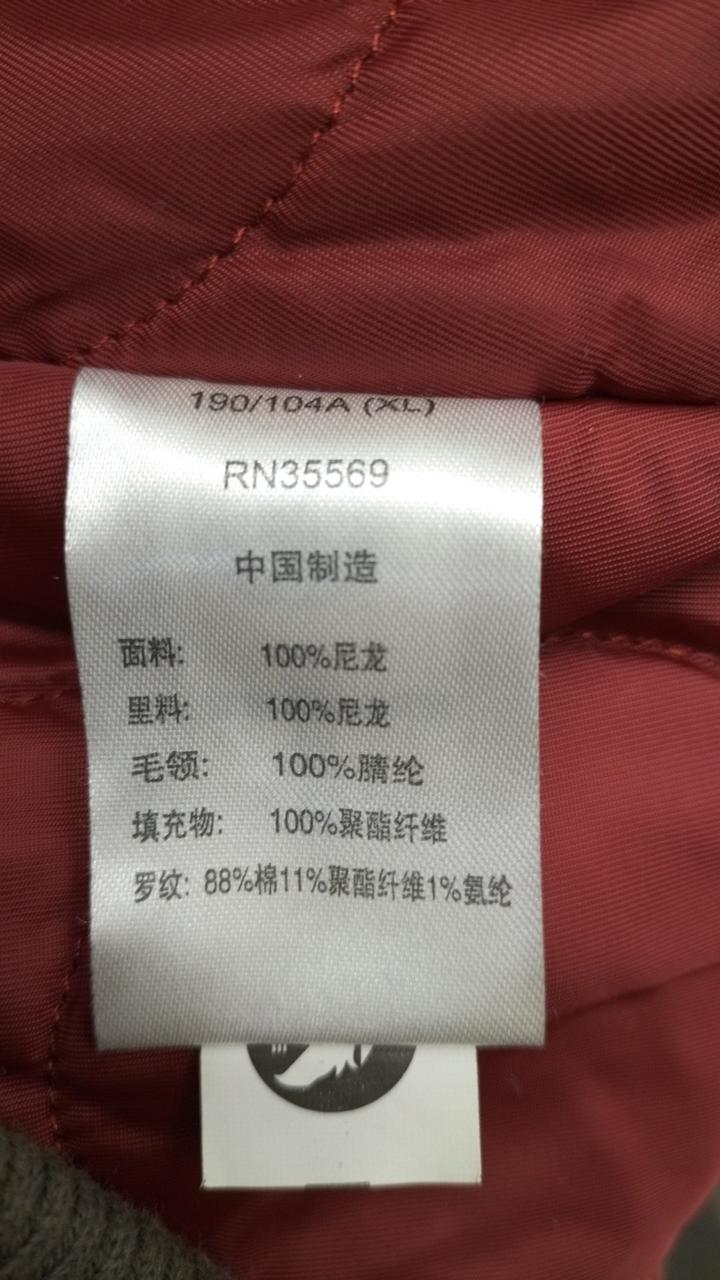 190/104A (XL)
RN35569
中国制造
面料: 100%尼龙
里料: 100%尼龙
毛领: 100%腈纶
填充物: 100%聚酯纤维
罗纹: 88%棉11%聚酯纤维1%氨纶